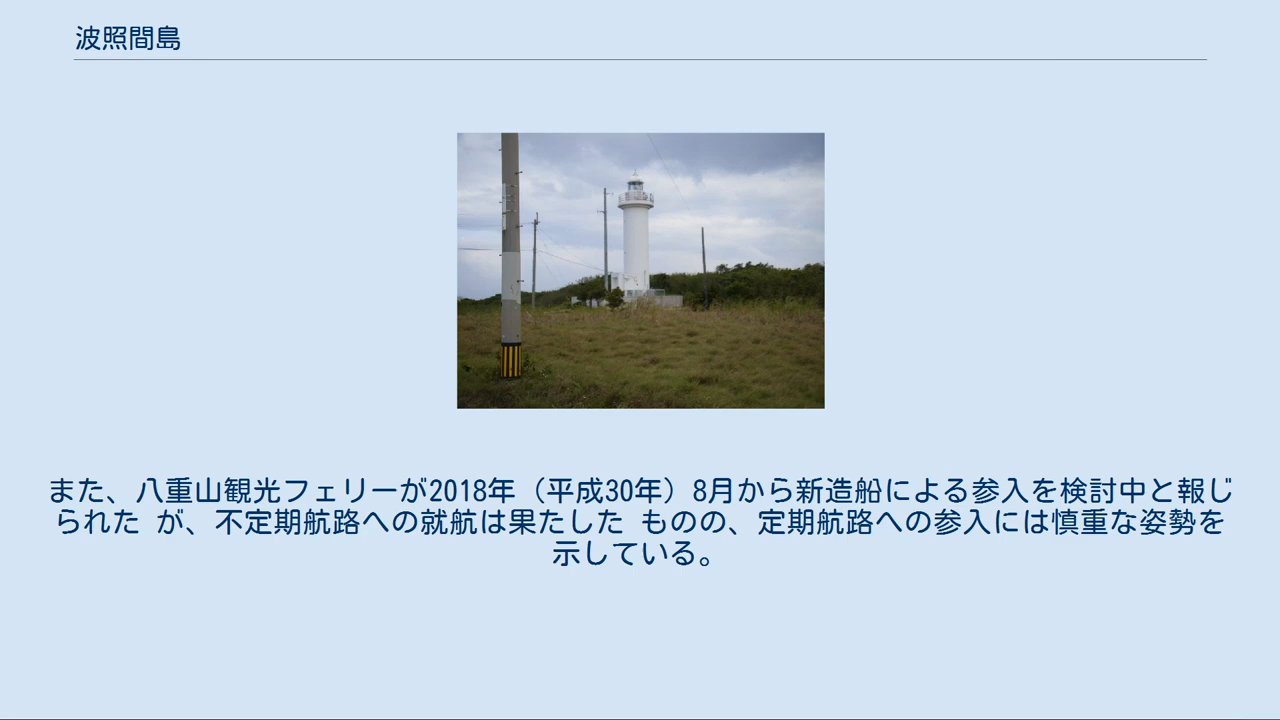 波照間島
また、八重山観光フェリーが2018年（平成30年）8月から新造船による参入を検討中と報じ
られた が、不定期航路への就航は果たした ものの、定期航路への参入には慎重な姿勢を
示している。